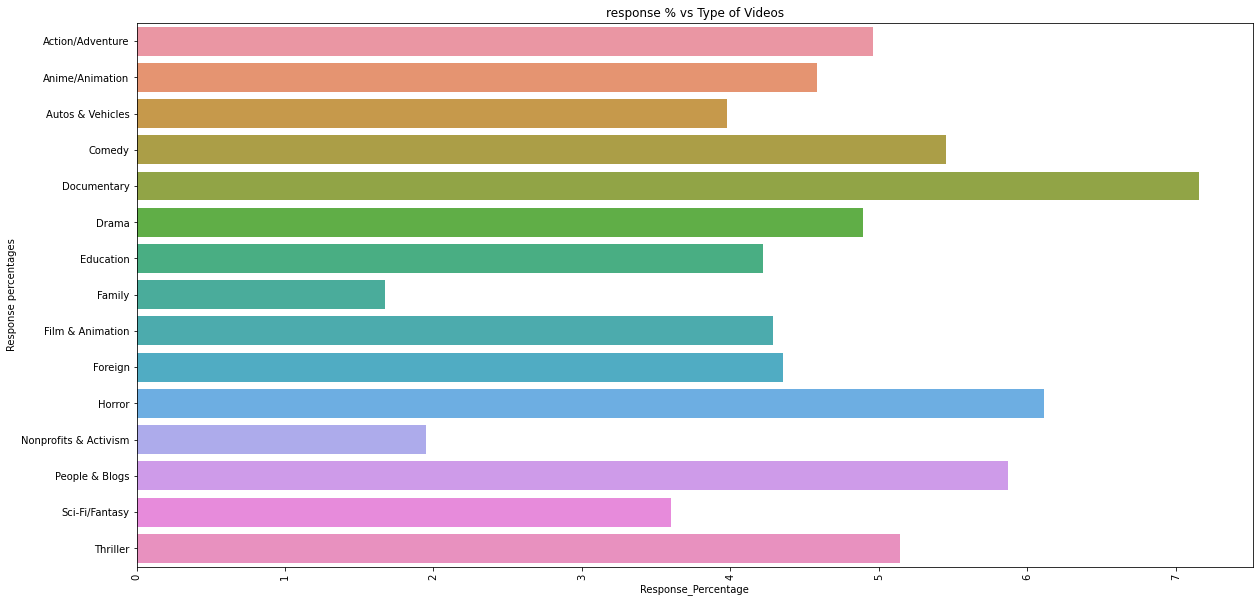 response % vs Type of Videos
Response percentages
Action/Adventure
Anime/Animation
Autos & Vehicles
Comedy
Documentary
Drama
Education
Family
Film & Animation
Foreign
Horror
Nonprofits & Activism
People & Blogs
Sci-Fi/Fantasy
Thriller
0 1 2 3 4 5 6 7
Response_Percentage